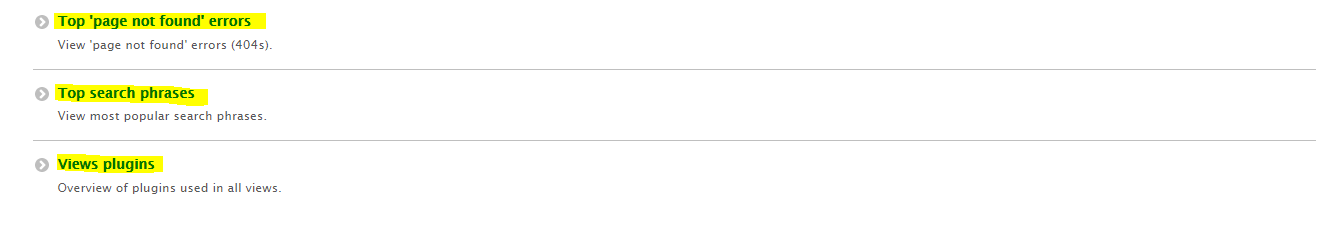 Top 'page not found' errors
View 'page not found' errors (404s).
Top search phrases
View most popular search phrases.
Views plugins
Overview of plugins used in all views.